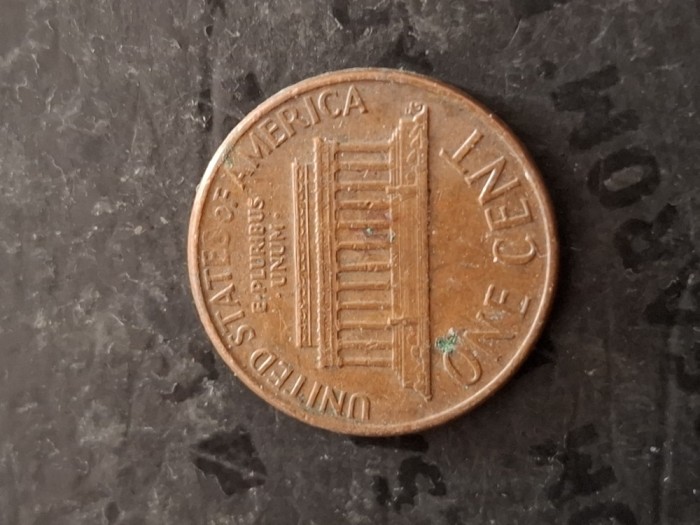 UNITED STATES OF AMERICA
E·PLURIBUS
UNUM
ONE CENT